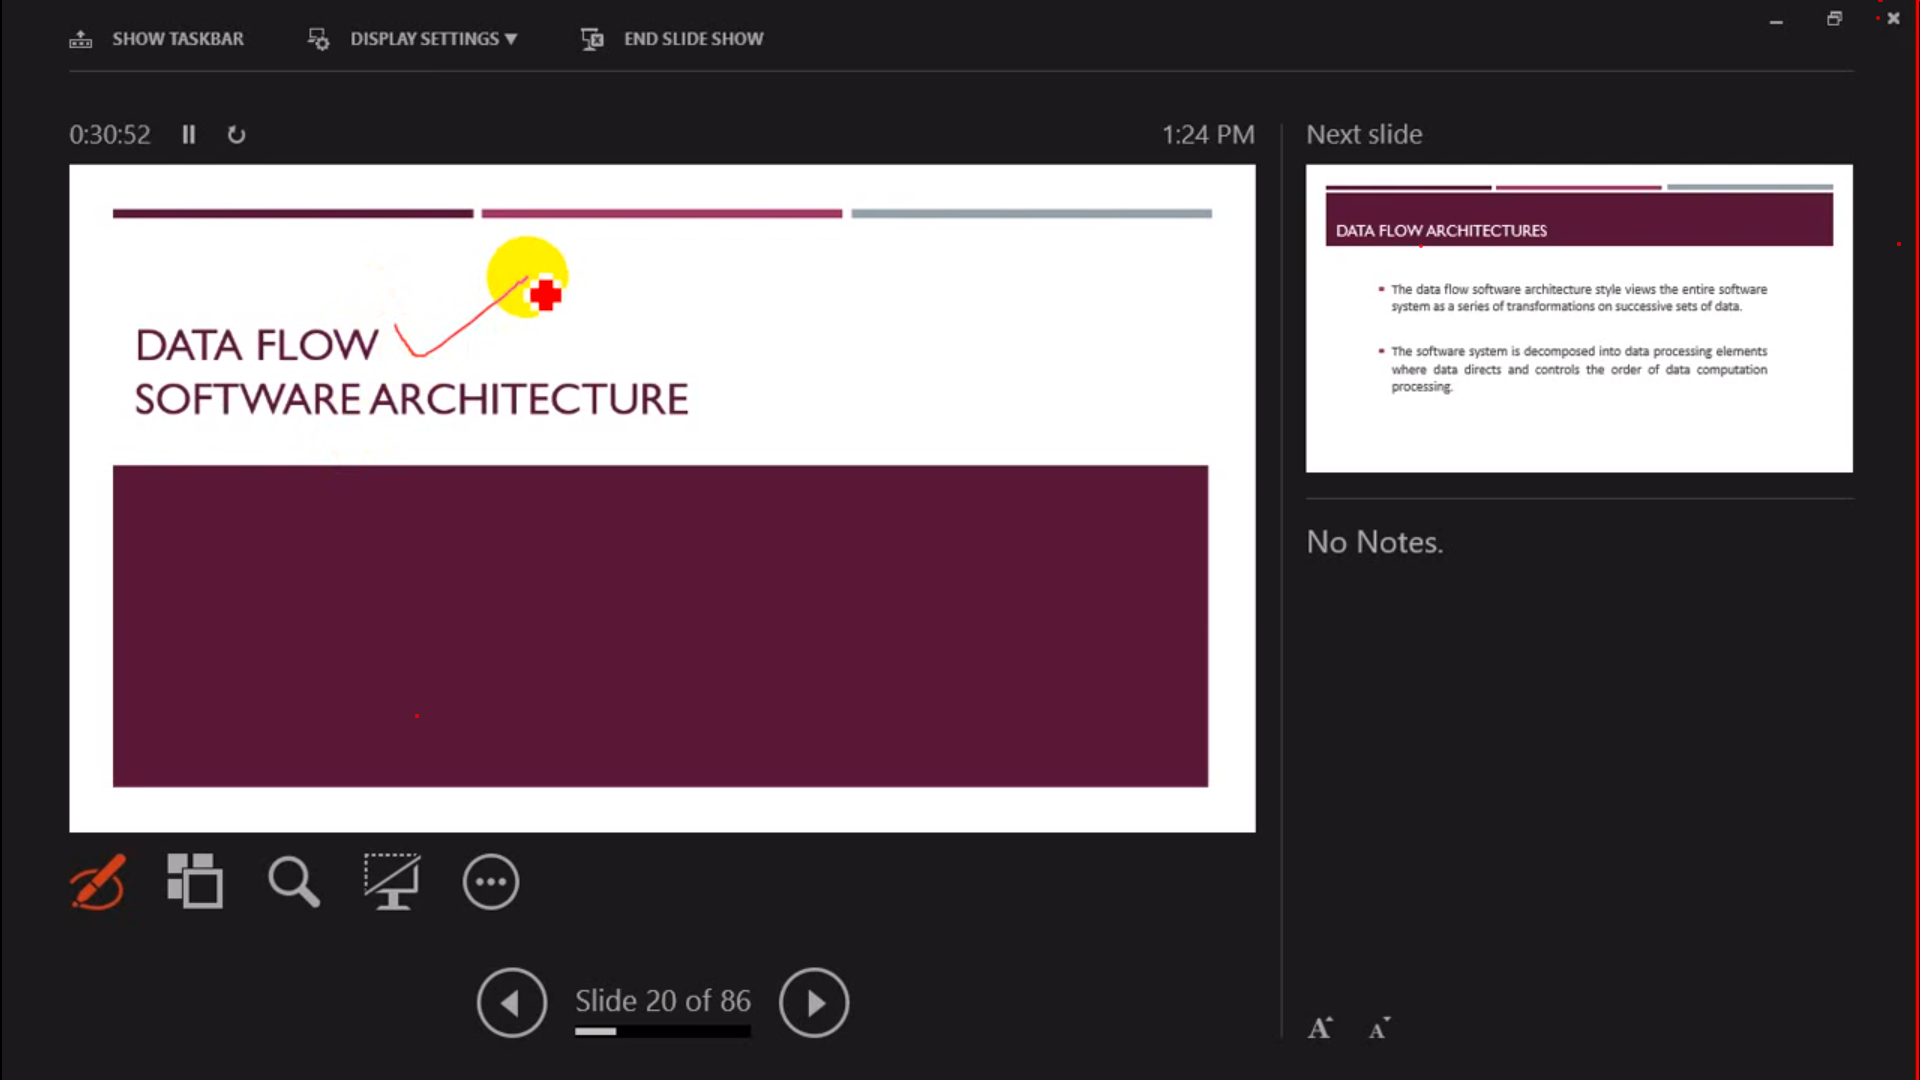 SHOW TASKBAR
DISPLAY SETTINGS ▼
END SLIDE SHOW
0:30:52
1:24 PM
DATA FLOW
SOFTWARE ARCHITECTURE
Slide 20 of 86
Next slide
DATA FLOW ARCHITECTURES
▪ The data flow software architecture style views the entire software
system as a series of transformations on successive sets of data.
▪ The software system is decomposed into data processing elements
where data directs and controls the order of data computation
processing.
No Notes.
A A